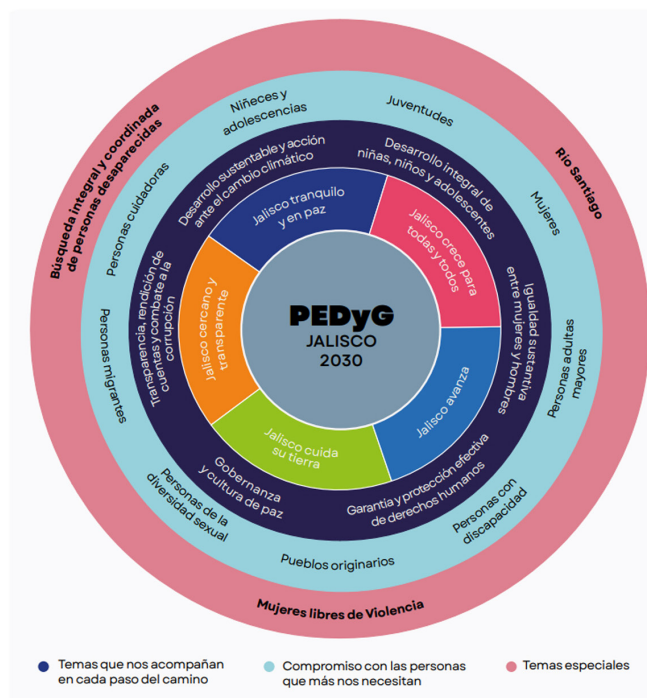 Búsqueda integral y coordinada
de personas desaparecidas
Río Santiago
Mujeres libres de Violencia
Niñeces y
adolescencias
Juventudes
Mujeres
Personas adultas
mayores
Personas con
discapacidad
Pueblos originarios
Personas de la
diversidad sexual
Personas migrantes
Personas cuidadoras
Desarrollo sustentable y acción
ante el cambio climático
Desarrollo integral de
niñas, niños y adolescentes
Igualdad sustantiva
entre mujeres y hombres
Garantía y protección efectiva
de derechos humanos
Gobernanza
y cultura de paz
Transparencia, rendición de
cuentas y combate a la
corrupción
Jalisco tranquilo
y en paz
Jalisco crece para
todas y todos
Jalisco avanza
Jalisco cuida
su tierra
Jalisco cercano y
transparente
PEDyG
JALISCO
2030
Temas que nos acompañan
en cada paso del camino
Compromiso con las personas
que más nos necesitan
Temas especiales